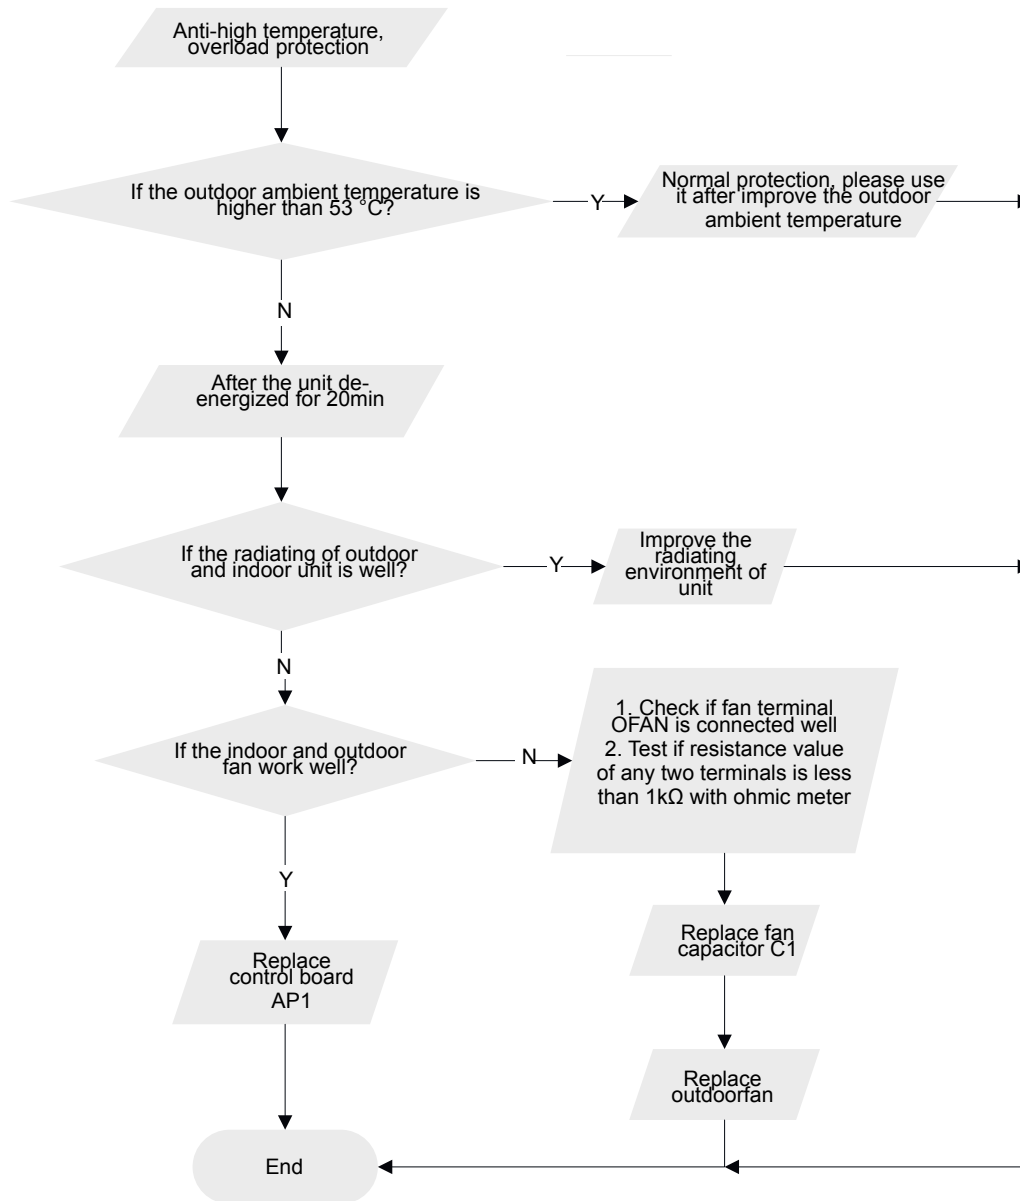 Anti-high temperature,
overload protection
If the outdoor ambient temperature is
higher than 53 °C?
Y
Normal protection, please use
it after improve the outdoor
ambient temperature
N
After the unit de-
energized for 20min
If the radiating of outdoor
and indoor unit is well?
Y
Improve the
radiating
environment of
unit
N
If the indoor and outdoor
fan work well?
N
1. Check if fan terminal
OFAN is connected well
2. Test if resistance value
of any two terminals is less
than 1kΩ with ohmic meter
Y
Replace fan
capacitor C1
Replace
control board
AP1
Replace
outdoorfan
End